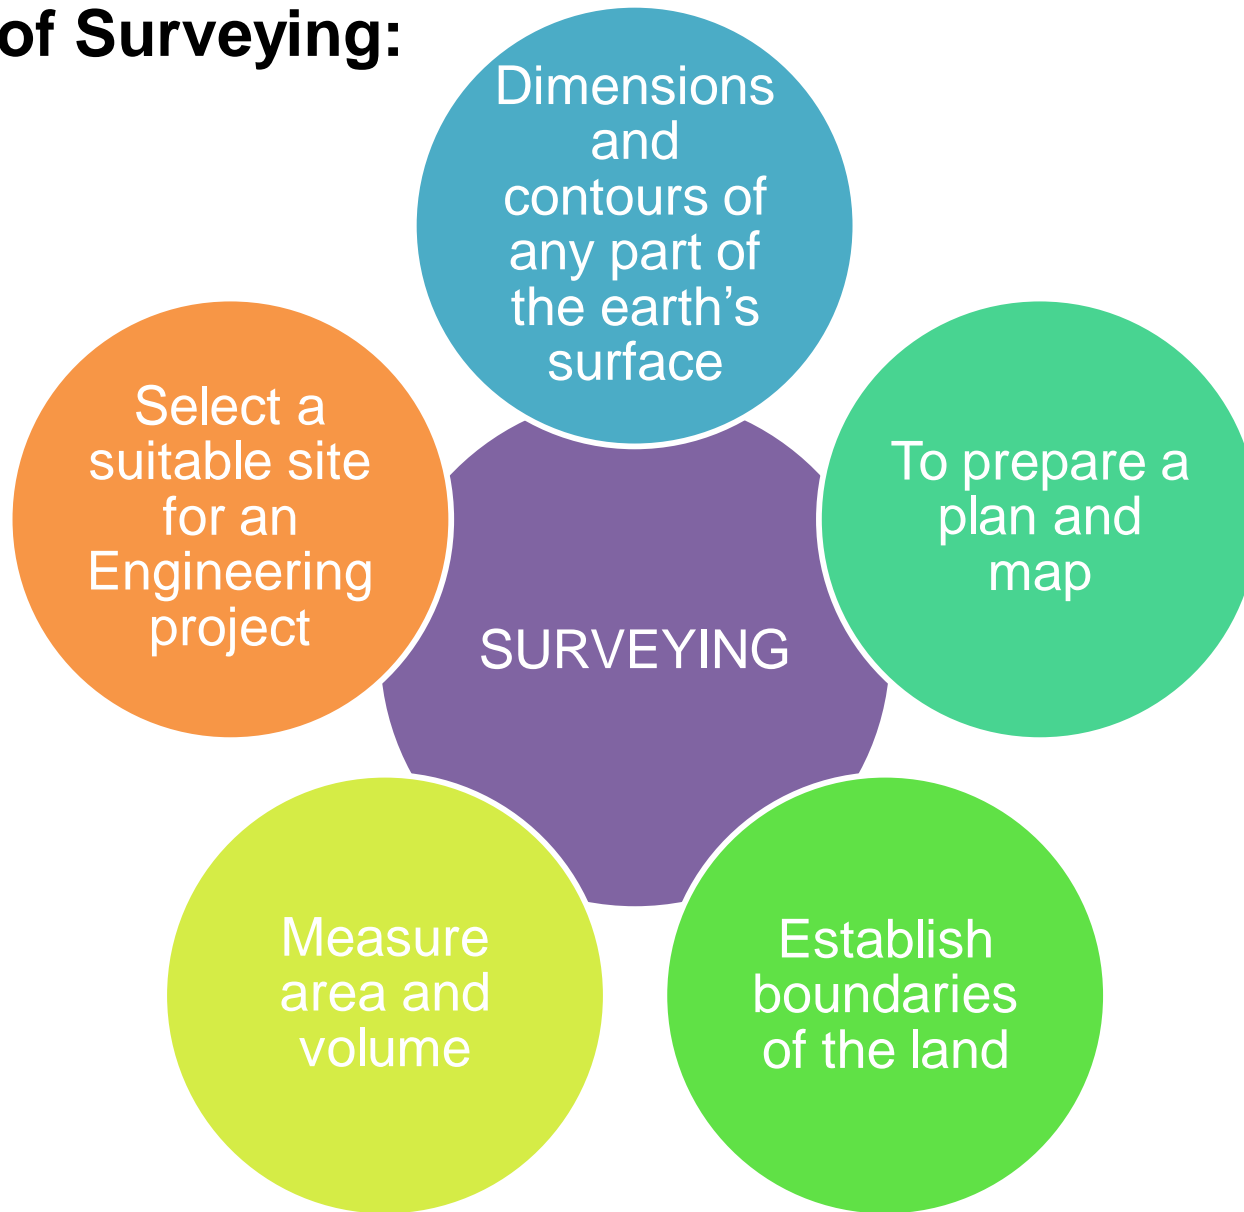 of Surveying:
Dimensions
and
contours of
any part of
the earth’s
surface
To prepare a
plan and
map
Establish
boundaries
of the land
Measure
area and
volume
Select a
suitable site
for an
Engineering
project
SURVEYING